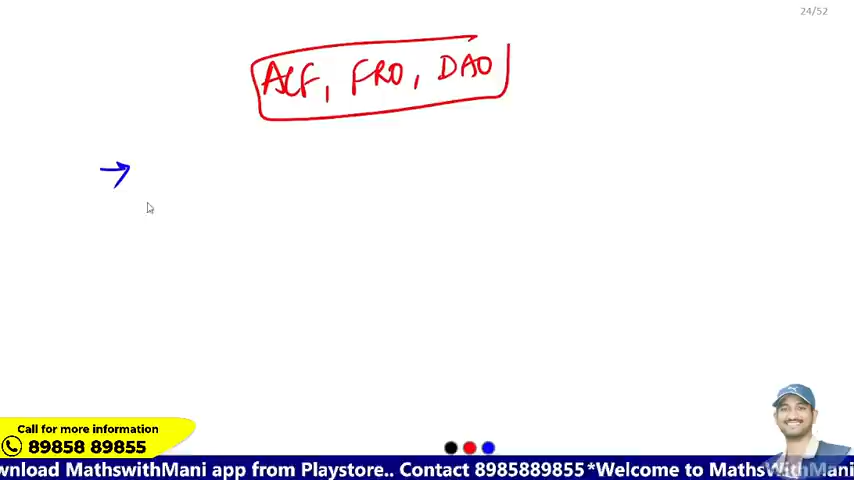 24/52
ACF, FRO, DAO
Call for more information
89858 89855
wnload MathswithMani app from Playstore.. Contact 8985889855*Welcome to MathsWithMani